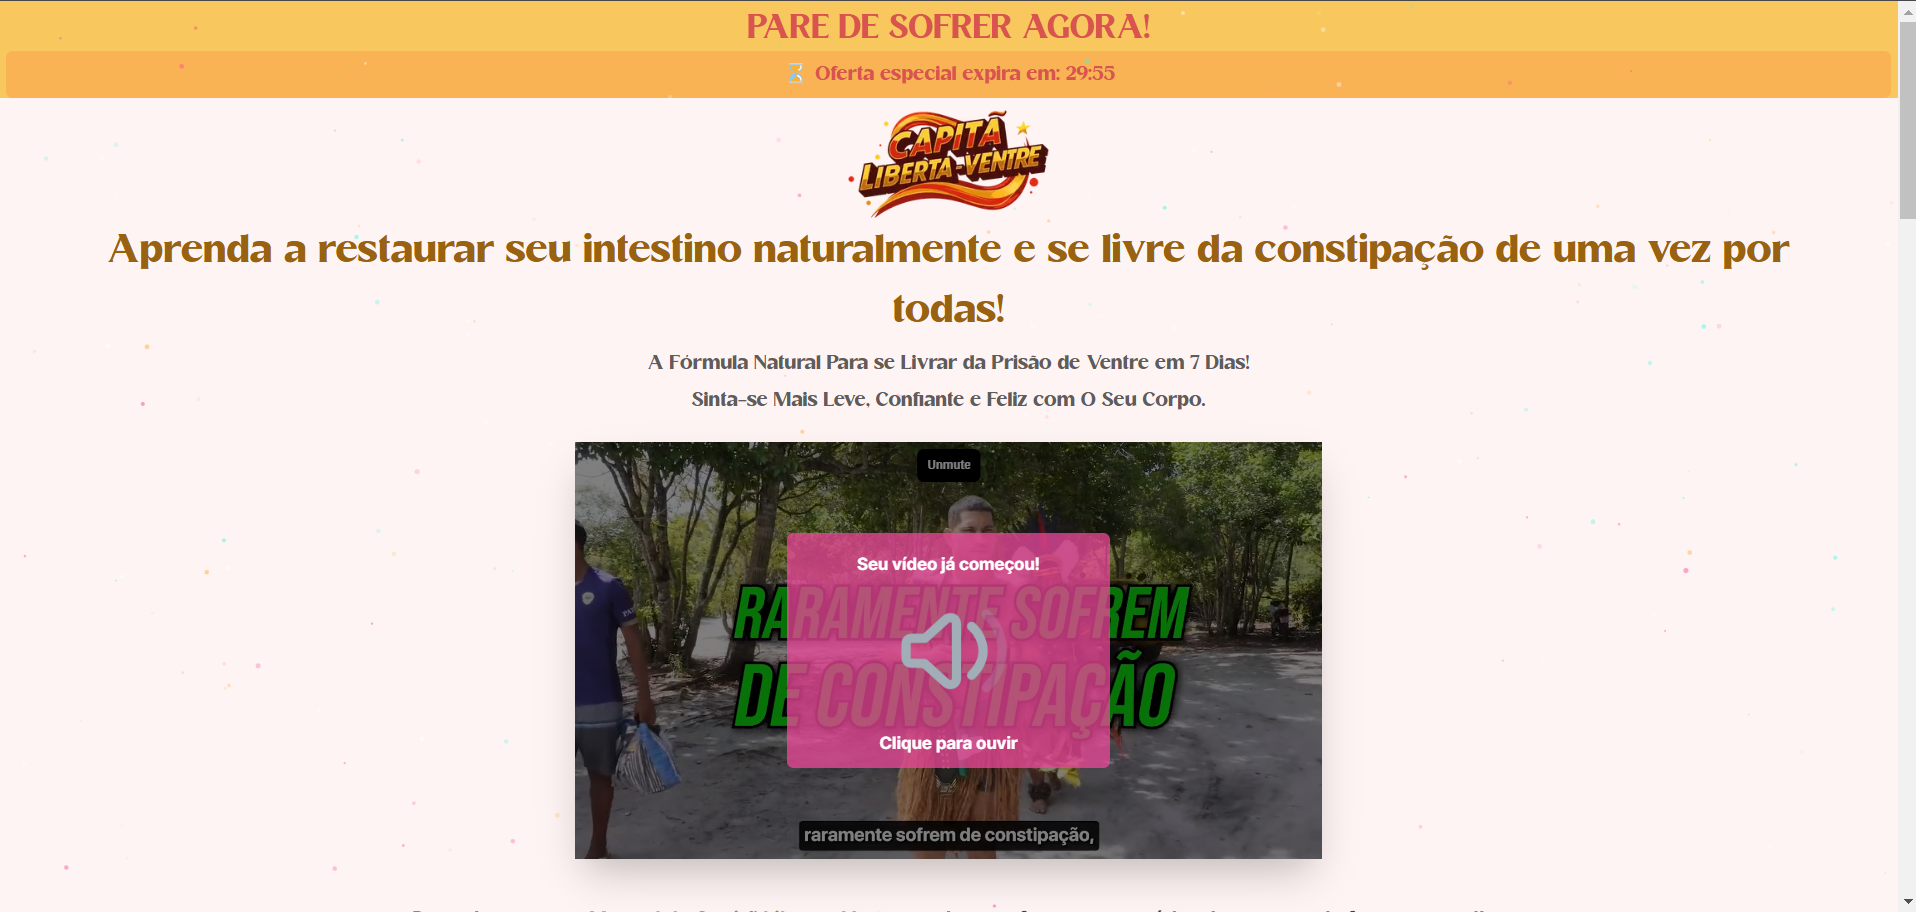 PARE DE SOFRER AGORA!
⏳ Oferta especial expira em: 29:55
CAPITÃ
LIBERTA-VENTRE
Aprenda a restaurar seu intestino naturalmente e se livre da constipação de uma vez por
todas!
A Fórmula Natural Para se Livrar da Prisão de Ventre em 7 Dias!
Sinta-se Mais Leve, Confiante e Feliz com O Seu Corpo.
Unmute
Seu vídeo já começou!
RARAMENTE SOFREM
DE CONSTIPAÇÃO
Clique para ouvir
raramente sofrem de constipação,